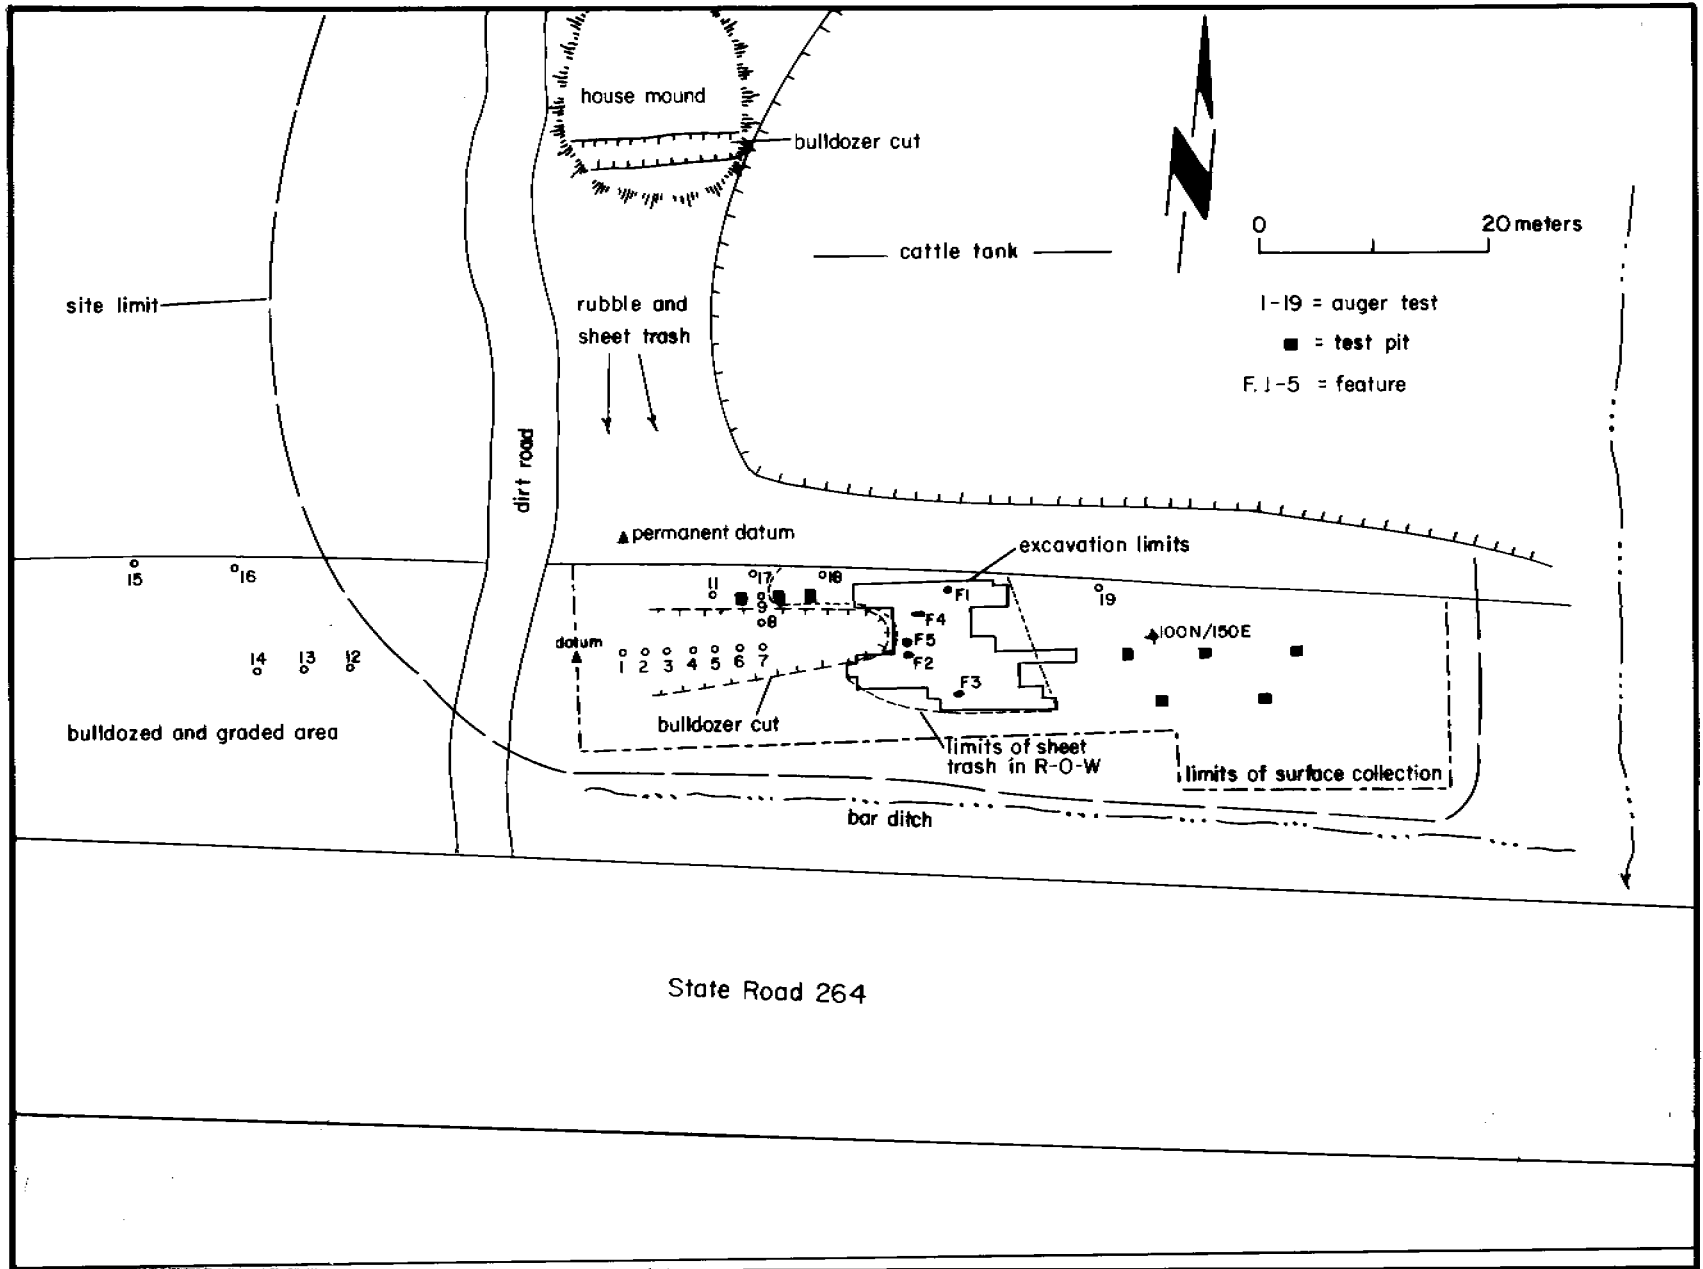 house mound
bulldozer cut
0 20 meters
cattle tank
site limit
rubble and
sheet trash
1-19 = auger test
■ = test pit
F. 1-5 = feature
dirt road
permanent datum
excavation limits
15
16
11
17
18
9
8
F1
F4
F5
F2
F3
19
100N/150E
datum
14 13 12
1 2 3 4 5 6 7
bulldozer cut
bulldozed and graded area
limits of sheet
trash in R-O-W
limits of surface collection
bar ditch
State Road 264